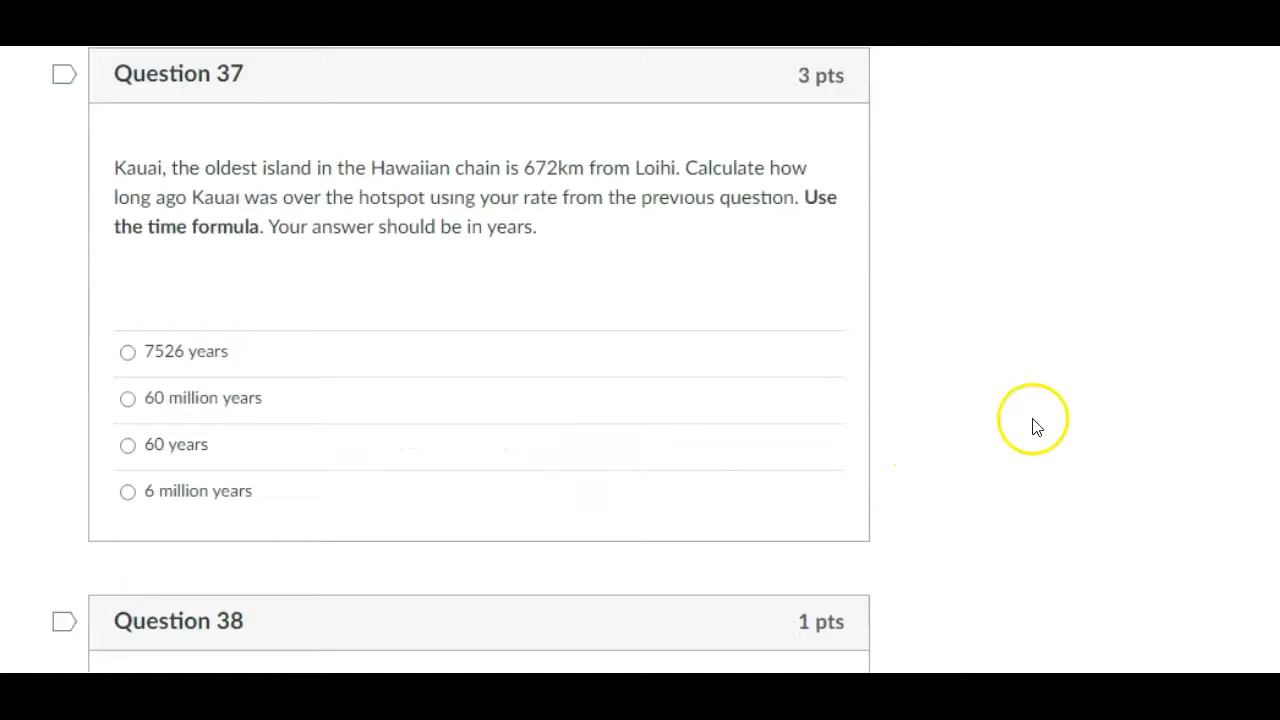 Question 37
3 pts
Kauai, the oldest island in the Hawaiian chain is 672km from Loihi. Calculate how
long ago Kauai was over the hotspot using your rate from the previous question. Use
the time formula. Your answer should be in years.
7526 years
60 million years
60 years
6 million years
Question 38
1 pts